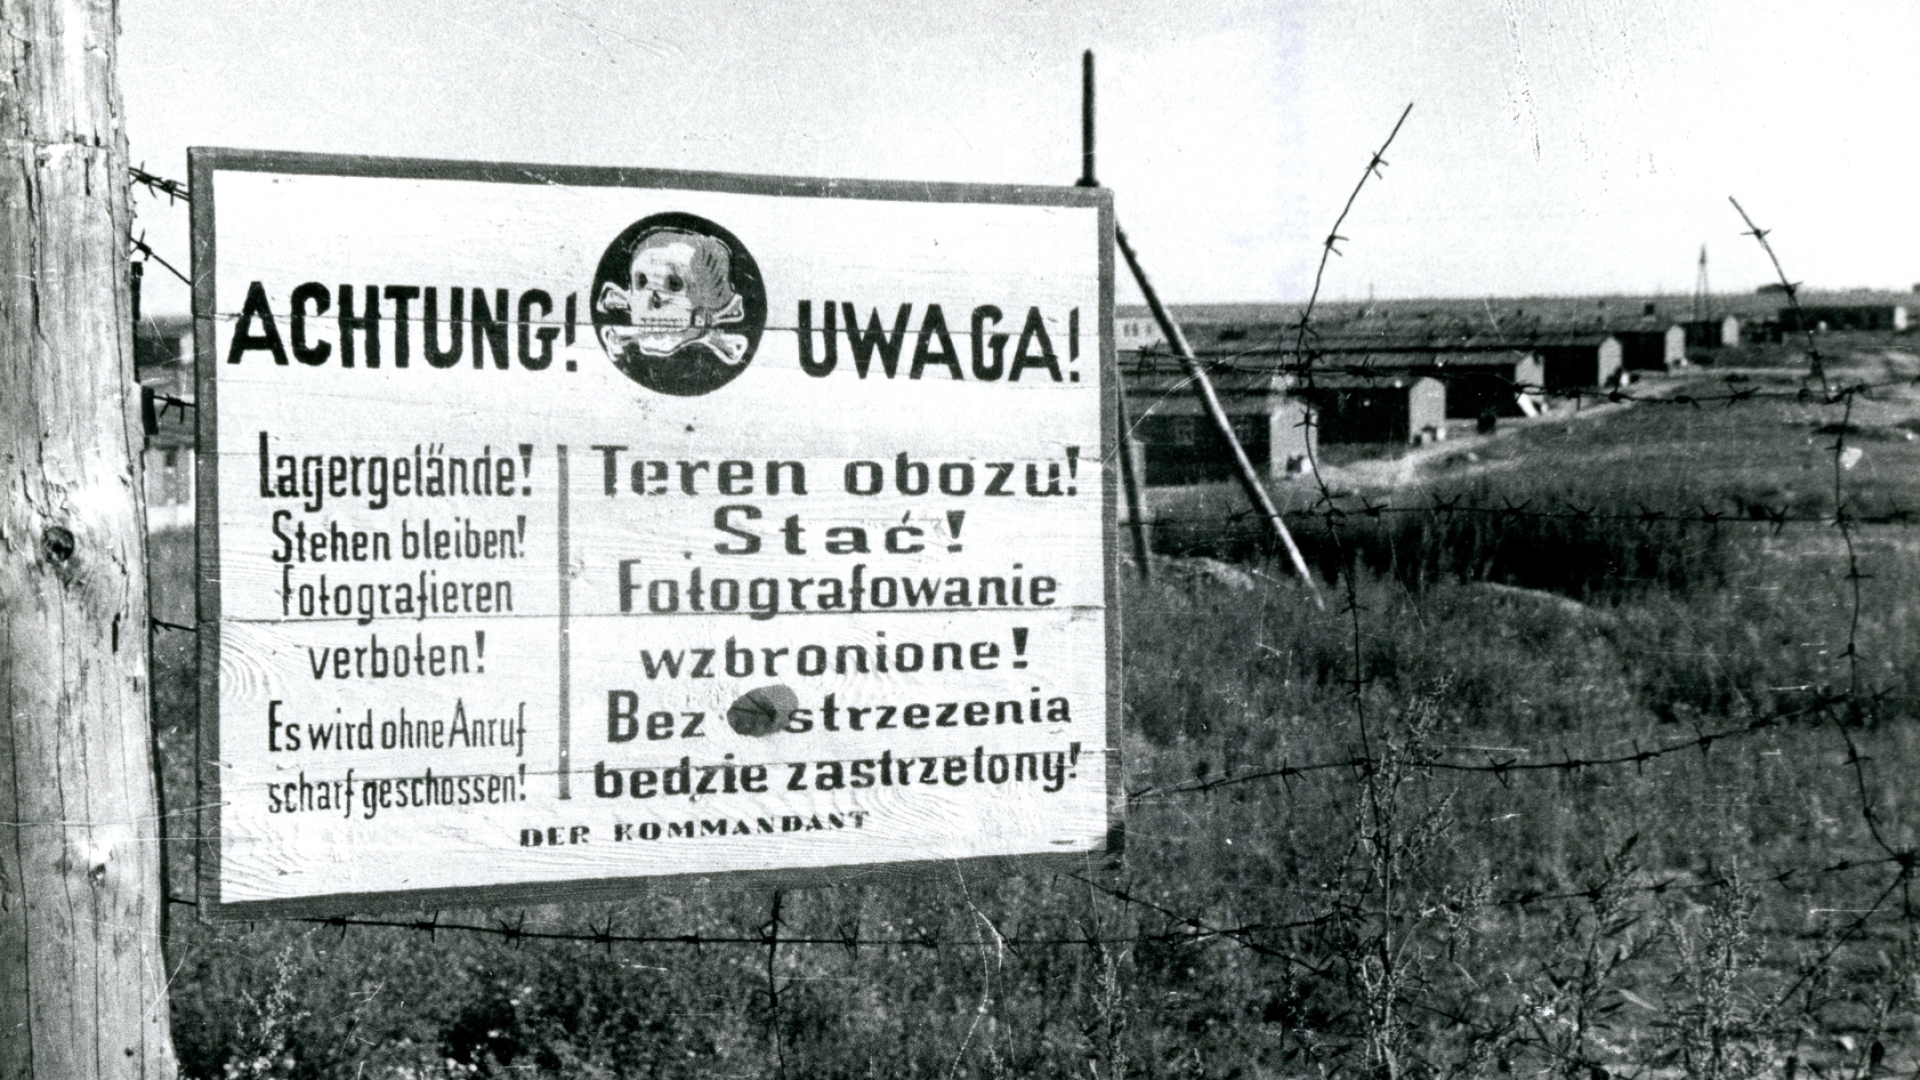 ACHTUNG! UWAGA!
Lagergelände!
Stehen bleiben!
Fotografieren
verboten!
Es wird ohne Anruf
scharf geschossen!
Teren obozu!
Stać!
Fotografowanie
wzbronione!
Bez strzezenia
bedzie zastrzelony!
DER KOMMANDANT